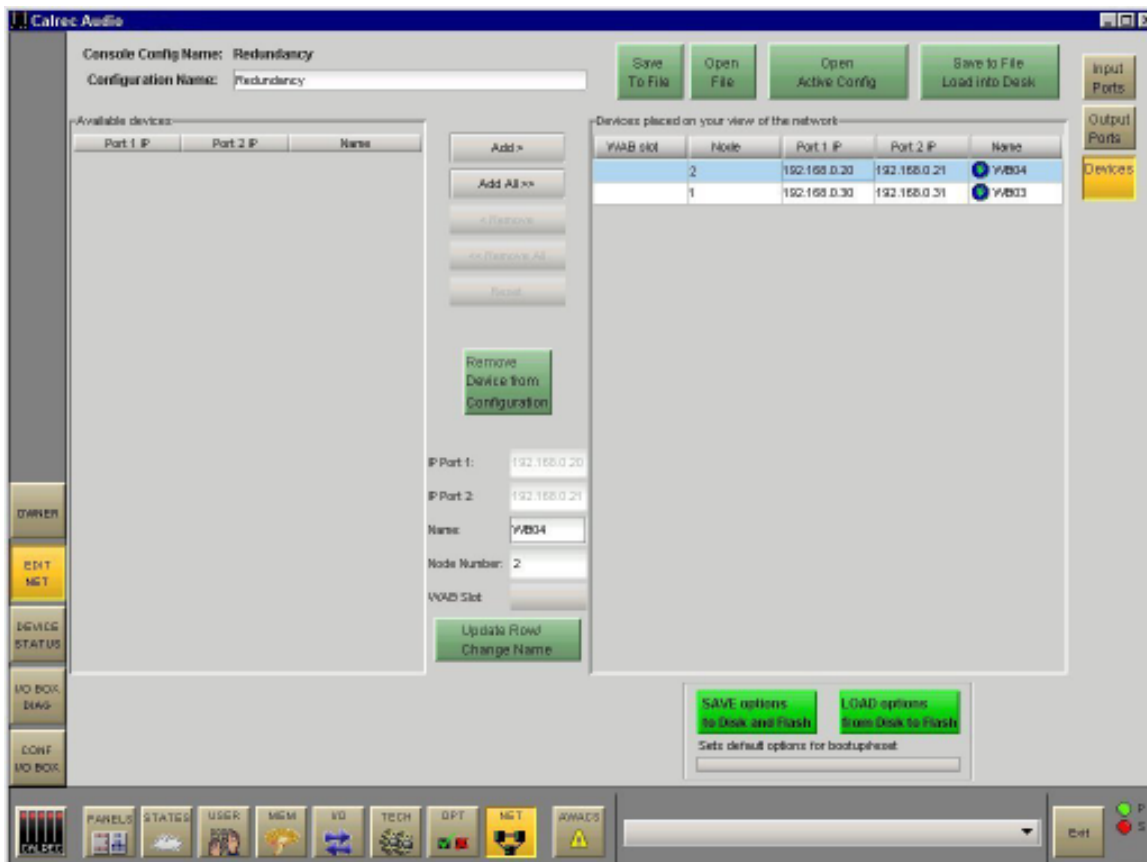 Calrec Audio
Console Config Name: Redundancy
Configuration Name: Redundancy
Save
To File
Open
File
Open
Active Config
Save to File
Load into Desk
Input
Ports
Output
Ports
Devices
Available devices
Port 1 IP Port 2 IP Name
Add >
Add All >>
< Remove
<< Remove All
Reset
Remove
Device from
Configuration
IP Port 1: 192.168.0.20
IP Port 2: 192.168.0.21
Name: WB04
Node Number: 2
WAB Slot
Update Row/
Change Name
Devices placed on your view of the network
WAB slot Node Port 1 IP Port 2 IP Name
2 192.168.0.20 192.168.0.21 WB04
1 192.168.0.30 192.168.0.31 WB03
OWNER
EDIT
NET
DEVICE
STATUS
I/O BOX
DIAG
CONF
I/O BOX
SAVE options
to Disk and Flash
LOAD options
from Disk to Flash
Sets default options for bootup/reset
CALREC
PANELS
STATES
USER
MEM
I/O
TECH
OPT
NET
AWACS
Exit
P
S